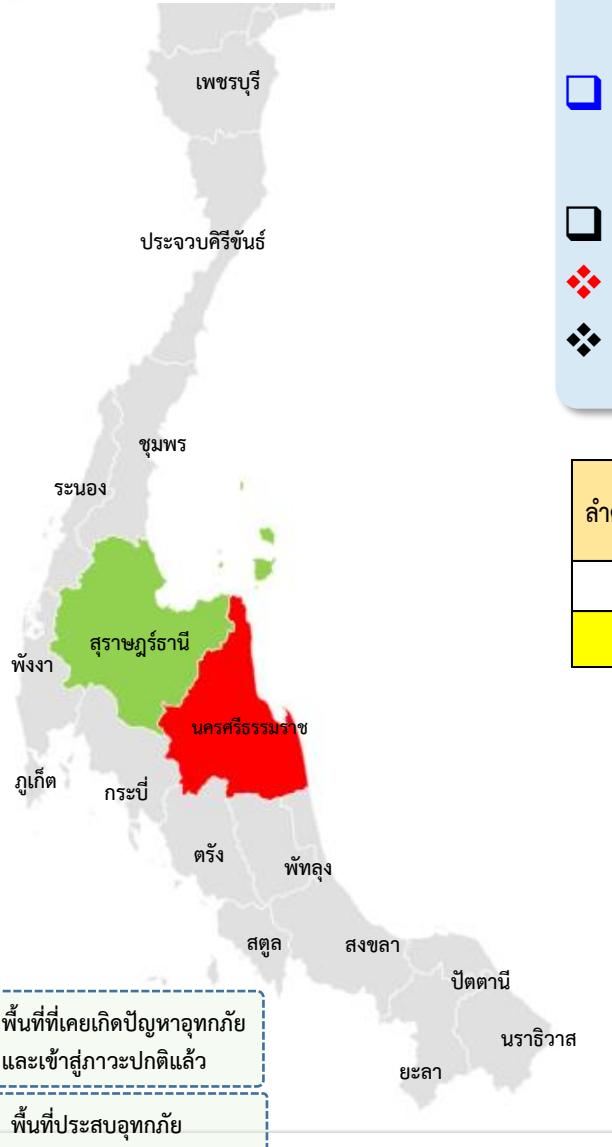 เพชรบุรี
ประจวบคิรีขันธ์
ชุมพร
ระนอง
สุราษฎร์ธานี
พังงา
นครศรีธรรมราช
ภูเก็ต
กระบี่
ตรัง
พัทลุง
สตูล
สงขลา
ปัตตานี
นราธิวาส
ยะลา
พื้นที่ที่เคยเกิดปัญหาอุทกภัย
และเข้าสู่ภาวะปกติแล้ว
พื้นที่ประสบอุทกภัย